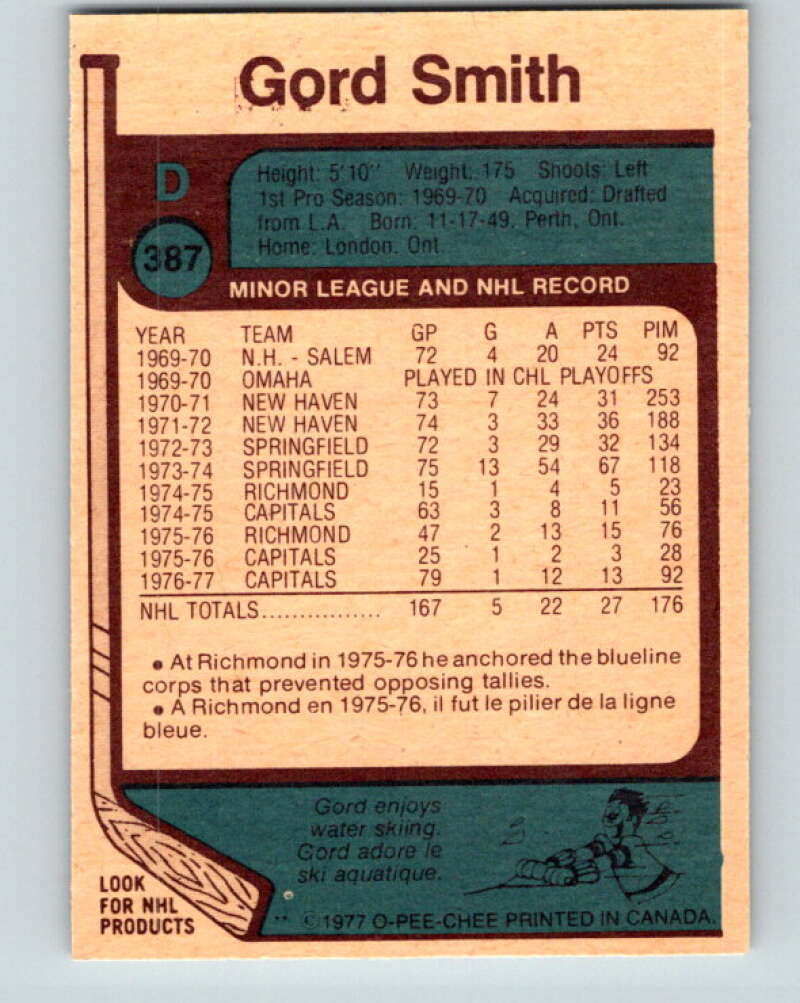 Gord Smith
D
387
Height: 5'10" Weight: 175 Shoots: Left
1st Pro Season: 1969-70 Acquired: Drafted
from L.A. Born: 11-17-49, Perth, Ont.
Home: London, Ont.
MINOR LEAGUE AND NHL RECORD
YEAR TEAM GP G A PTS PIM
1969-70 N.H. - SALEM 72 4 20 24 92
1969-70 OMAHA PLAYED IN CHL PLAYOFFS
1970-71 NEW HAVEN 73 7 24 31 253
1971-72 NEW HAVEN 74 3 33 36 188
1972-73 SPRINGFIELD 72 3 29 32 134
1973-74 SPRINGFIELD 75 13 54 67 118
1974-75 RICHMOND 15 1 4 5 23
1974-75 CAPITALS 63 3 8 11 56
1975-76 RICHMOND 47 2 13 15 76
1975-76 CAPITALS 25 1 2 3 28
1976-77 CAPITALS 79 1 12 13 92
NHL TOTALS................ 167 5 22 27 176
• At Richmond in 1975-76 he anchored the blueline
corps that prevented opposing tallies.
• A Richmond en 1975-76, il fut le pilier de la ligne
bleue.
Gord enjoys
water skiing.
Gord adore le
ski aquatique.
LOOK
FOR NHL
PRODUCTS
** ©1977 O-PEE-CHEE PRINTED IN CANADA.